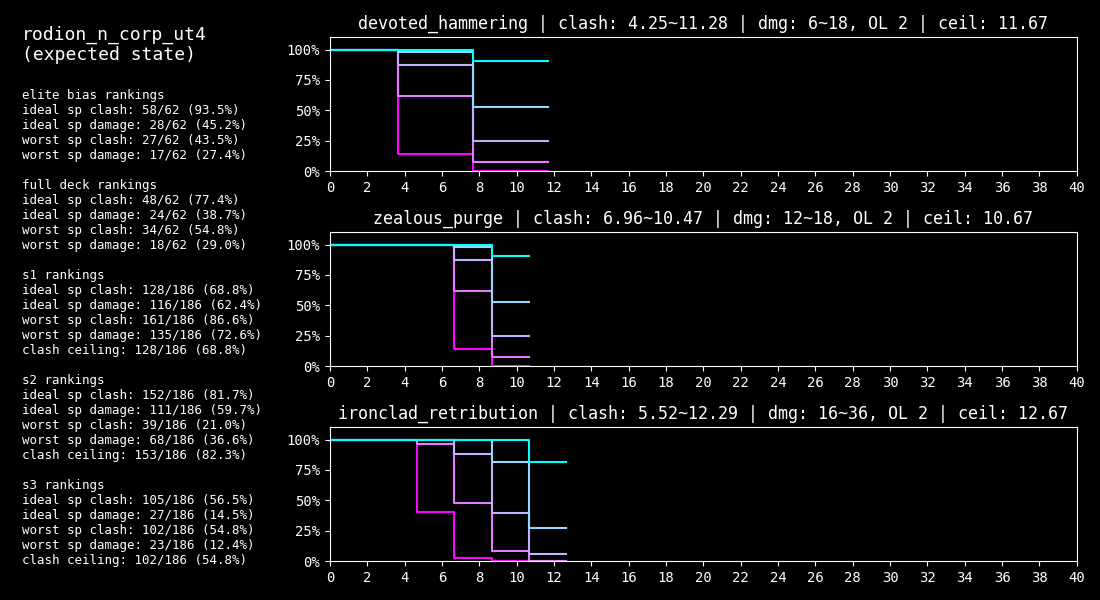 rodion_n_corp_ut4
(expected state)
elite bias rankings
ideal sp clash: 58/62 (93.5%)
ideal sp damage: 28/62 (45.2%)
worst sp clash: 27/62 (43.5%)
worst sp damage: 17/62 (27.4%)
full deck rankings
ideal sp clash: 48/62 (77.4%)
ideal sp damage: 24/62 (38.7%)
worst sp clash: 34/62 (54.8%)
worst sp damage: 18/62 (29.0%)
s1 rankings
ideal sp clash: 128/186 (68.8%)
ideal sp damage: 116/186 (62.4%)
worst sp clash: 161/186 (86.6%)
worst sp damage: 135/186 (72.6%)
clash ceiling: 128/186 (68.8%)
s2 rankings
ideal sp clash: 152/186 (81.7%)
ideal sp damage: 111/186 (59.7%)
worst sp clash: 39/186 (21.0%)
worst sp damage: 68/186 (36.6%)
clash ceiling: 153/186 (82.3%)
s3 rankings
ideal sp clash: 105/186 (56.5%)
ideal sp damage: 27/186 (14.5%)
worst sp clash: 102/186 (54.8%)
worst sp damage: 23/186 (12.4%)
clash ceiling: 102/186 (54.8%)
devoted_hammering | clash: 4.25~11.28 | dmg: 6~18, OL 2 | ceil: 11.67
100%
75%
50%
25%
0%
0 2 4 6 8 10 12 14 16 18 20 22 24 26 28 30 32 34 36 38 40
zealous_purge | clash: 6.96~10.47 | dmg: 12~18, OL 2 | ceil: 10.67
100%
75%
50%
25%
0%
0 2 4 6 8 10 12 14 16 18 20 22 24 26 28 30 32 34 36 38 40
ironclad_retribution | clash: 5.52~12.29 | dmg: 16~36, OL 2 | ceil: 12.67
100%
75%
50%
25%
0%
0 2 4 6 8 10 12 14 16 18 20 22 24 26 28 30 32 34 36 38 40